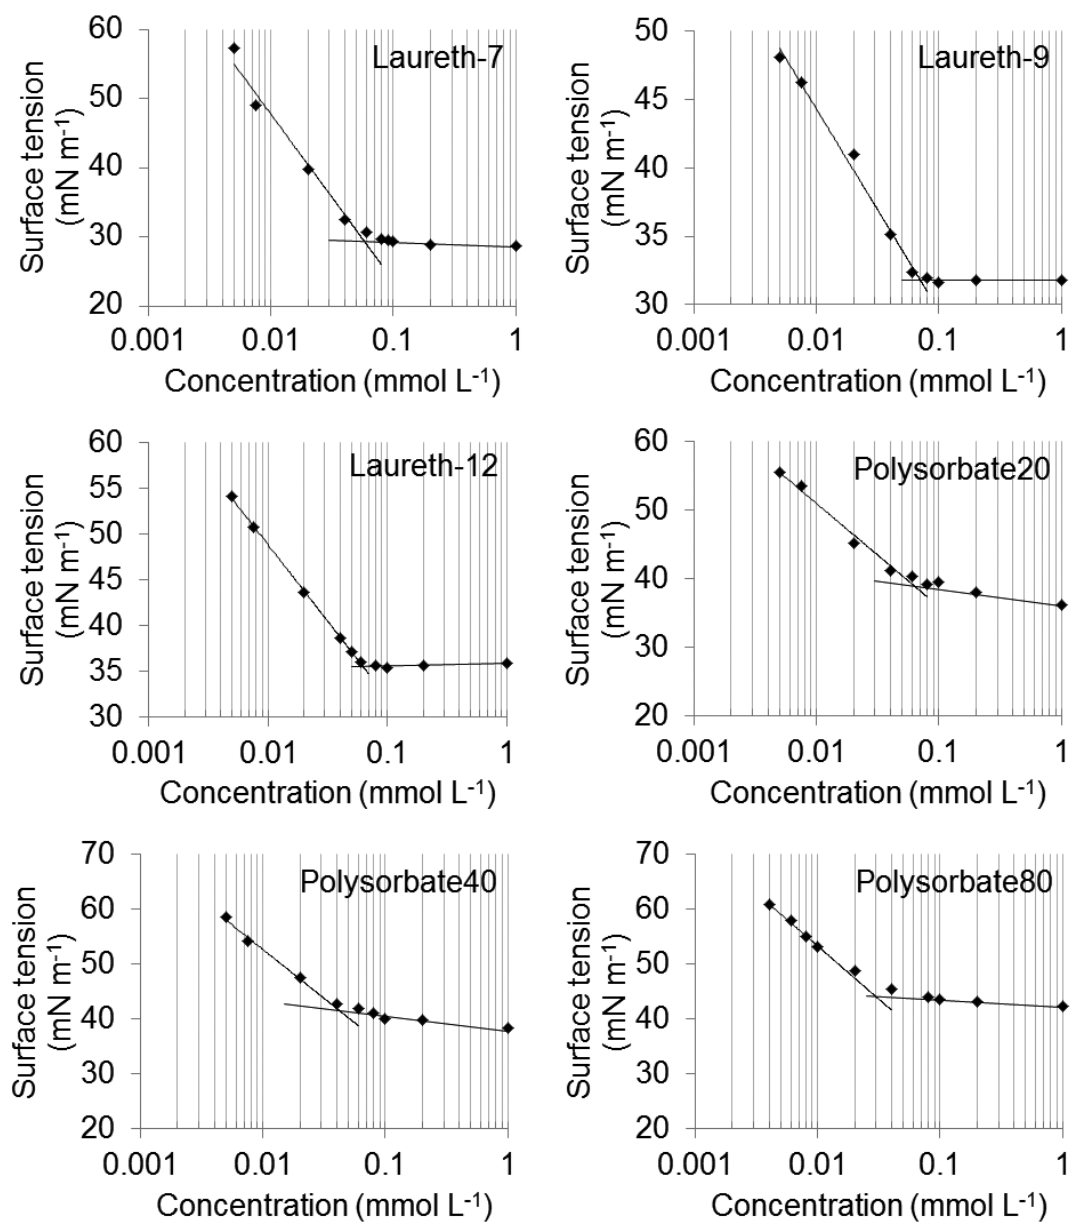 Laureth-7
Surface tension
(mN m-1)
60
50
40
30
20
0.001 0.01 0.1 1
Concentration (mmol L-1)
Laureth-9
Surface tension
(mN m-1)
50
45
40
35
30
0.001 0.01 0.1 1
Concentration (mmol L-1)
Laureth-12
Surface tension
(mN m-1)
60
55
50
45
40
35
30
0.001 0.01 0.1 1
Concentration (mmol L-1)
Polysorbate20
Surface tension
(mN m-1)
60
50
40
30
20
0.001 0.01 0.1 1
Concentration (mmol L-1)
Polysorbate40
Surface tension
(mN m-1)
70
60
50
40
30
20
0.001 0.01 0.1 1
Concentration (mmol L-1)
Polysorbate80
Surface tension
(mN m-1)
70
60
50
40
30
20
0.001 0.01 0.1 1
Concentration (mmol L-1)